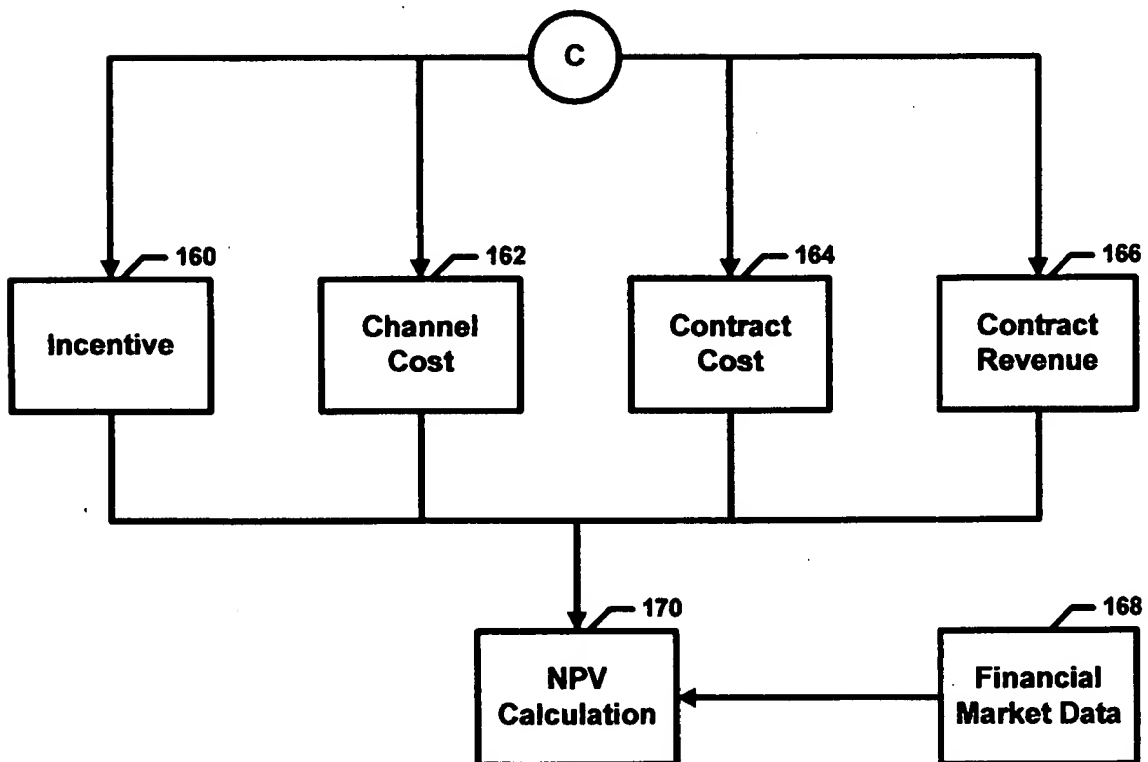 C
160
162
164
166
Incentive
Channel
Cost
Contract
Cost
Contract
Revenue
170
168
NPV
Calculation
Financial
Market Data